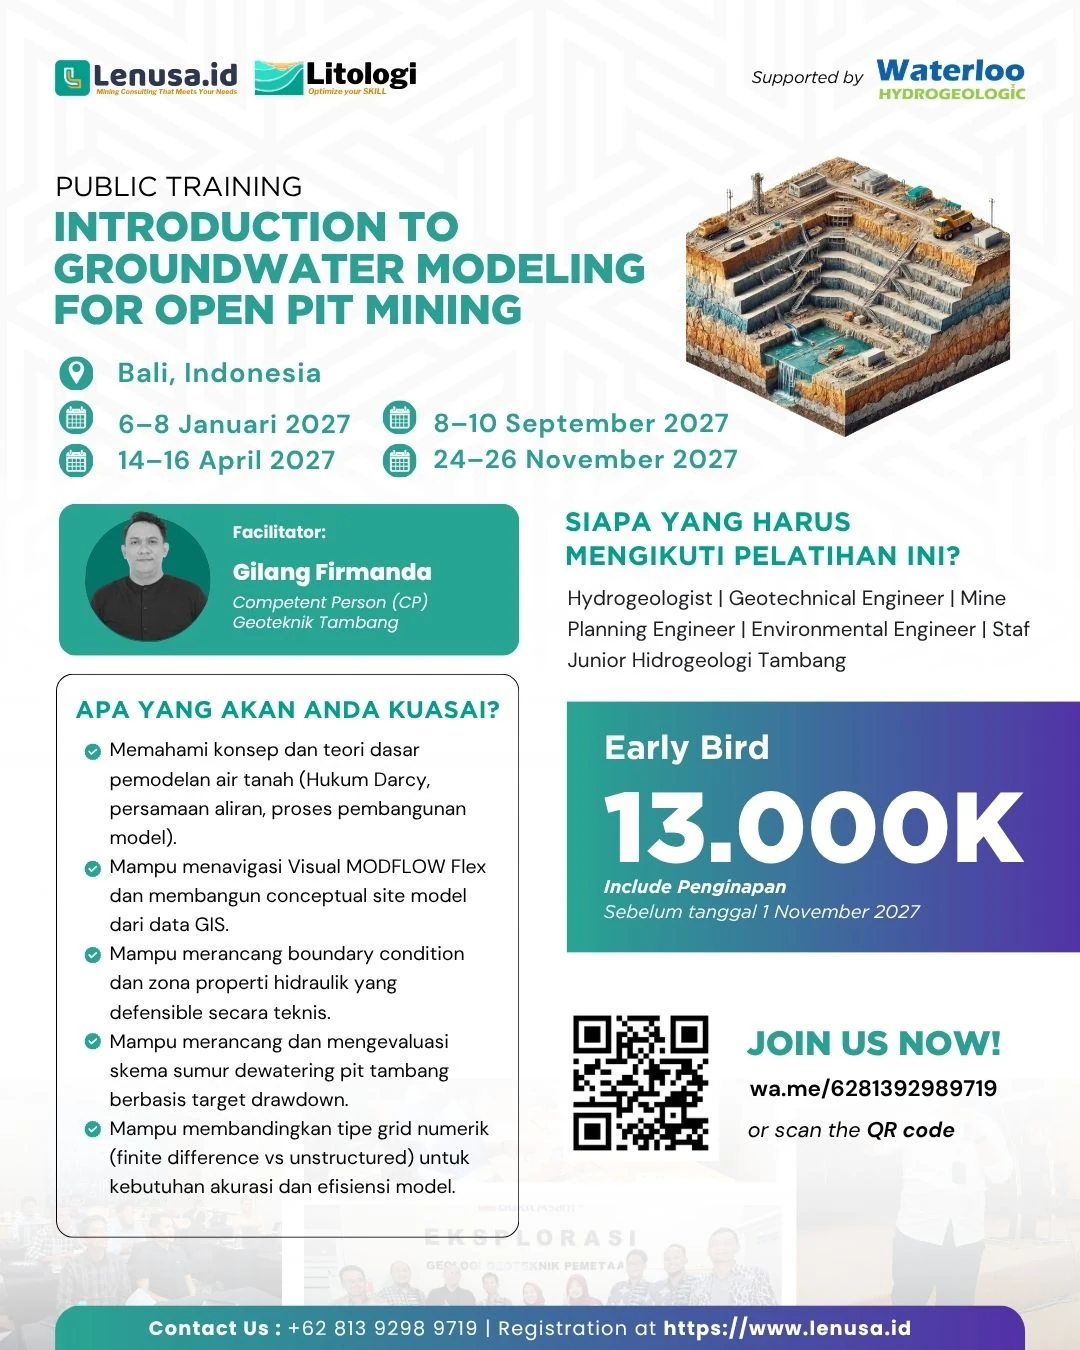 Lenusa.id
Mining Consulting That Meets Your Needs
Litologi
Optimize your SKILL
Supported by
Waterloo
HYDROGEOLOGIC
PUBLIC TRAINING
INTRODUCTION TO
GROUNDWATER MODELING
FOR OPEN PIT MINING
Bali, Indonesia
6–8 Januari 2027
8–10 September 2027
14–16 April 2027
24–26 November 2027
Facilitator:
Gilang Firmanda
Competent Person (CP)
Geoteknik Tambang
SIAPA YANG HARUS
MENGIKUTI PELATIHAN INI?
Hydrogeologist | Geotechnical Engineer | Mine
Planning Engineer | Environmental Engineer | Staf
Junior Hidrogeologi Tambang
APA YANG AKAN ANDA KUASAI?
Memahami konsep dan teori dasar
pemodelan air tanah (Hukum Darcy,
persamaan aliran, proses pembangunan
model).
Mampu menavigasi Visual MODFLOW Flex
dan membangun conceptual site model
dari data GIS.
Mampu merancang boundary condition
dan zona properti hidraulik yang
defensible secara teknis.
Mampu merancang dan mengevaluasi
skema sumur dewatering pit tambang
berbasis target drawdown.
Mampu membandingkan tipe grid numerik
(finite difference vs unstructured) untuk
kebutuhan akurasi dan efisiensi model.
Early Bird
13.000K
Include Penginapan
Sebelum tanggal 1 November 2027
JOIN US NOW!
wa.me/6281392989719
or scan the QR code
EKSPLORASI
GEOLOGI GEOTEKNIK PEMETAA
Contact Us : +62 813 9298 9719 | Registration at https://www.lenusa.id